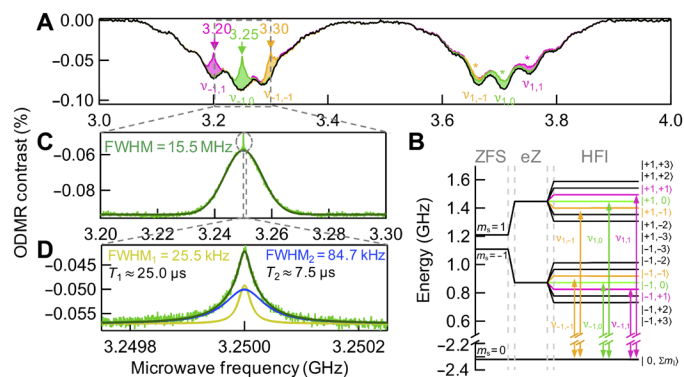 A
0.00
-0.05
-0.10
3.20
3.25
3.30
ν-1,1
ν-1,0
ν-1,-1
*
*
*
ν1,-1
ν1,0
ν1,1
3.0
3.2
3.4
3.6
3.8
4.0
ODMR contrast (%)
C
FWHM = 15.5 MHz
-0.06
-0.08
3.20
3.22
3.24
3.26
3.28
3.30
D
FWHM1 = 25.5 kHz
FWHM2 = 84.7 kHz
T1 ≈ 25.0 µs
T2 ≈ 7.5 µs
-0.045
-0.050
-0.055
3.2498
3.2500
3.2502
Microwave frequency (GHz)
B
ZFS
eZ
HFI
Energy (GHz)
1.6
1.4
1.2
1.0
0.8
0.6
-2.2
-2.4
ms = 1
ms = -1
ms = 0
|+1,+3⟩
|+1,+2⟩
|+1,+1⟩
|+1, 0⟩
|+1,-1⟩
|+1,-2⟩
|+1,-3⟩
|-1,-3⟩
|-1,-2⟩
|-1,-1⟩
|-1, 0⟩
|-1,+1⟩
|-1,+2⟩
|-1,+3⟩
| 0, ΣmI⟩
ν1,-1
ν1,0
ν1,1
ν-1,-1
ν-1,0
ν-1,1